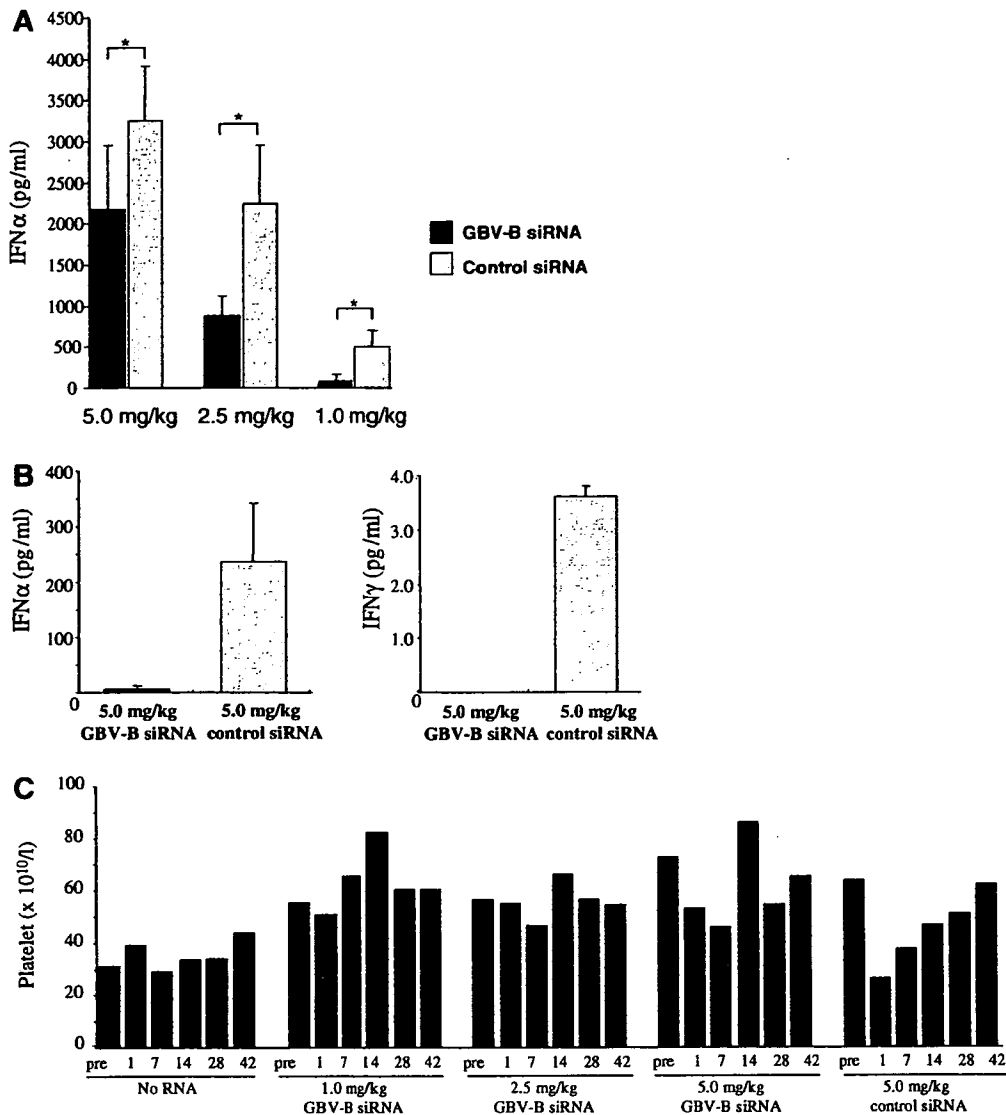 A
4500
4000
3500
3000
2500
2000
1500
1000
500
0
IFNα (pg/ml)
*
*
*
5.0 mg/kg 2.5 mg/kg 1.0 mg/kg
GBV-B siRNA
Control siRNA
B
400
300
200
100
0
IFNα (pg/ml)
5.0 mg/kg 5.0 mg/kg
GBV-B siRNA control siRNA
4.0
3.0
2.0
1.0
0
IFNγ (pg/ml)
5.0 mg/kg 5.0 mg/kg
GBV-B siRNA control siRNA
C
100
80
60
40
20
0
Platelet (x 10^10/l)
pre 1 7 14 28 42 pre 1 7 14 28 42 pre 1 7 14 28 42 pre 1 7 14 28 42 pre 1 7 14 28 42
No RNA 1.0 mg/kg 2.5 mg/kg 5.0 mg/kg 5.0 mg/kg
GBV-B siRNA GBV-B siRNA GBV-B siRNA control siRNA